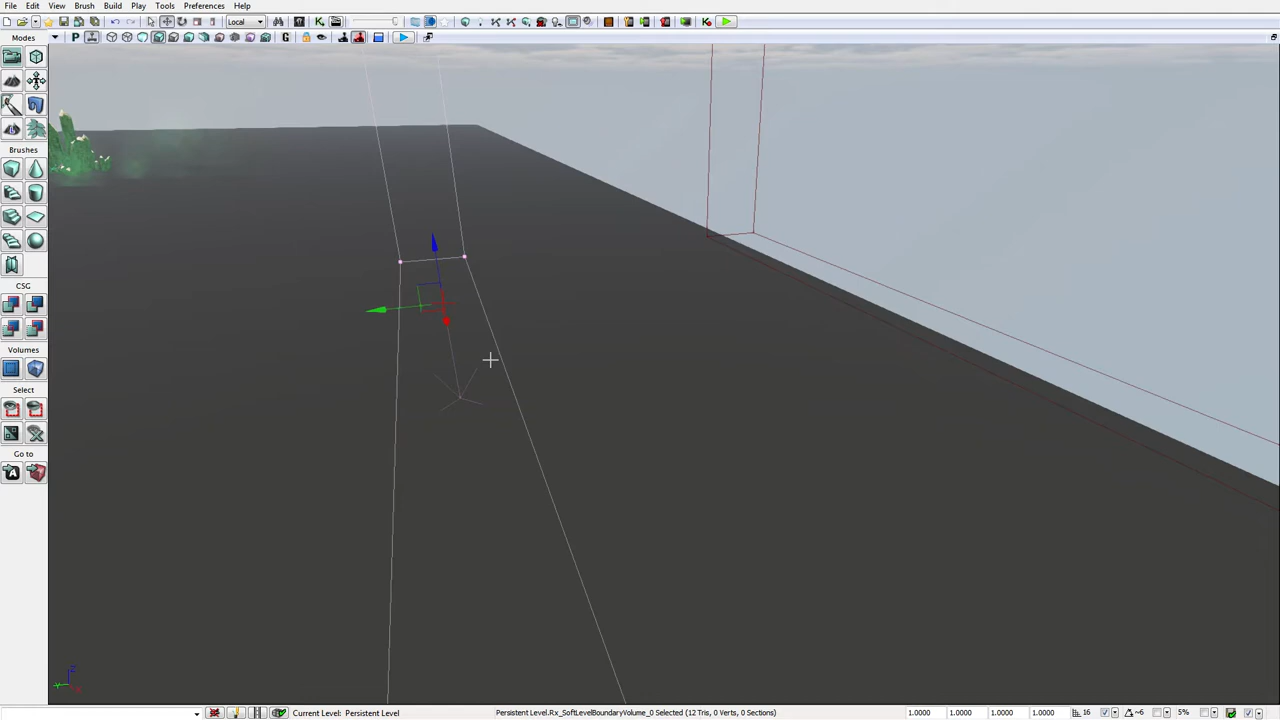 File Edit View Brush Build Play Tools Preferences Help
Local
P
G
Modes
Brushes
CSG
Volumes
Select
Go to
Current Level: Persistent Level
Persistent Level.Rx_SoftLevelBoundaryVolume_0 Selected (12 Tris, 0 Verts, 0 Sections)
1.0000 1.0000 1.0000 1.0000
16
~6
5%